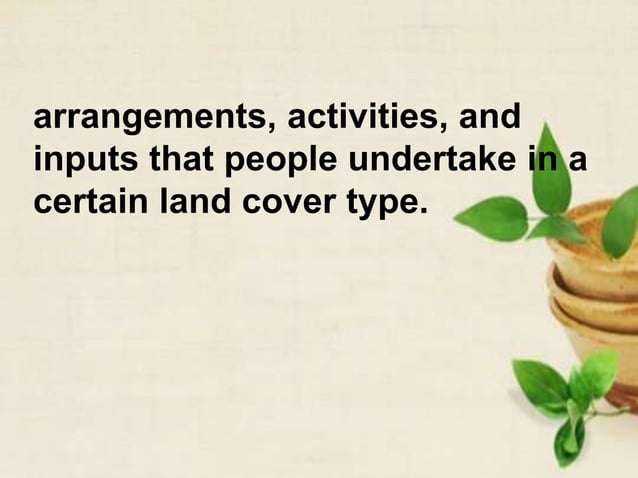 arrangements, activities, and
inputs that people undertake in a
certain land cover type.